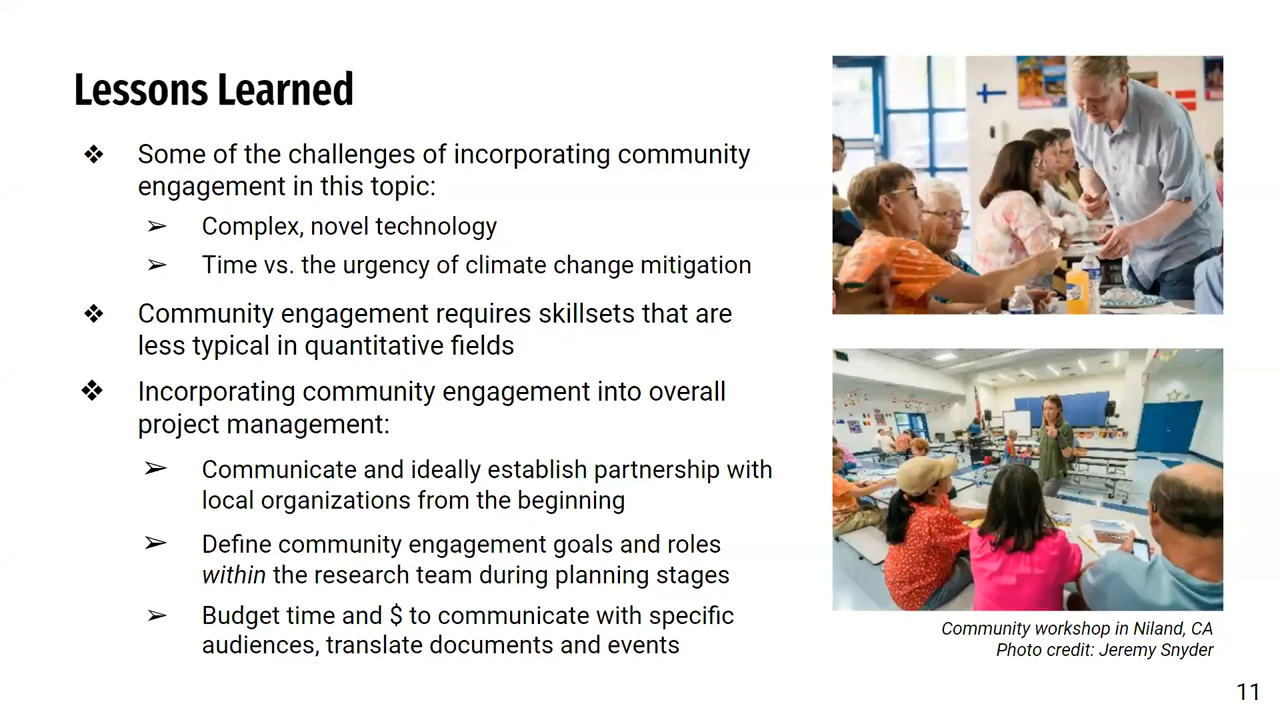 Lessons Learned
❖ Some of the challenges of incorporating community
engagement in this topic:
➢ Complex, novel technology
➢ Time vs. the urgency of climate change mitigation
❖ Community engagement requires skillsets that are
less typical in quantitative fields
❖ Incorporating community engagement into overall
project management:
➢ Communicate and ideally establish partnership with
local organizations from the beginning
➢ Define community engagement goals and roles
within the research team during planning stages
➢ Budget time and $ to communicate with specific
audiences, translate documents and events
Community workshop in Niland, CA
Photo credit: Jeremy Snyder
11